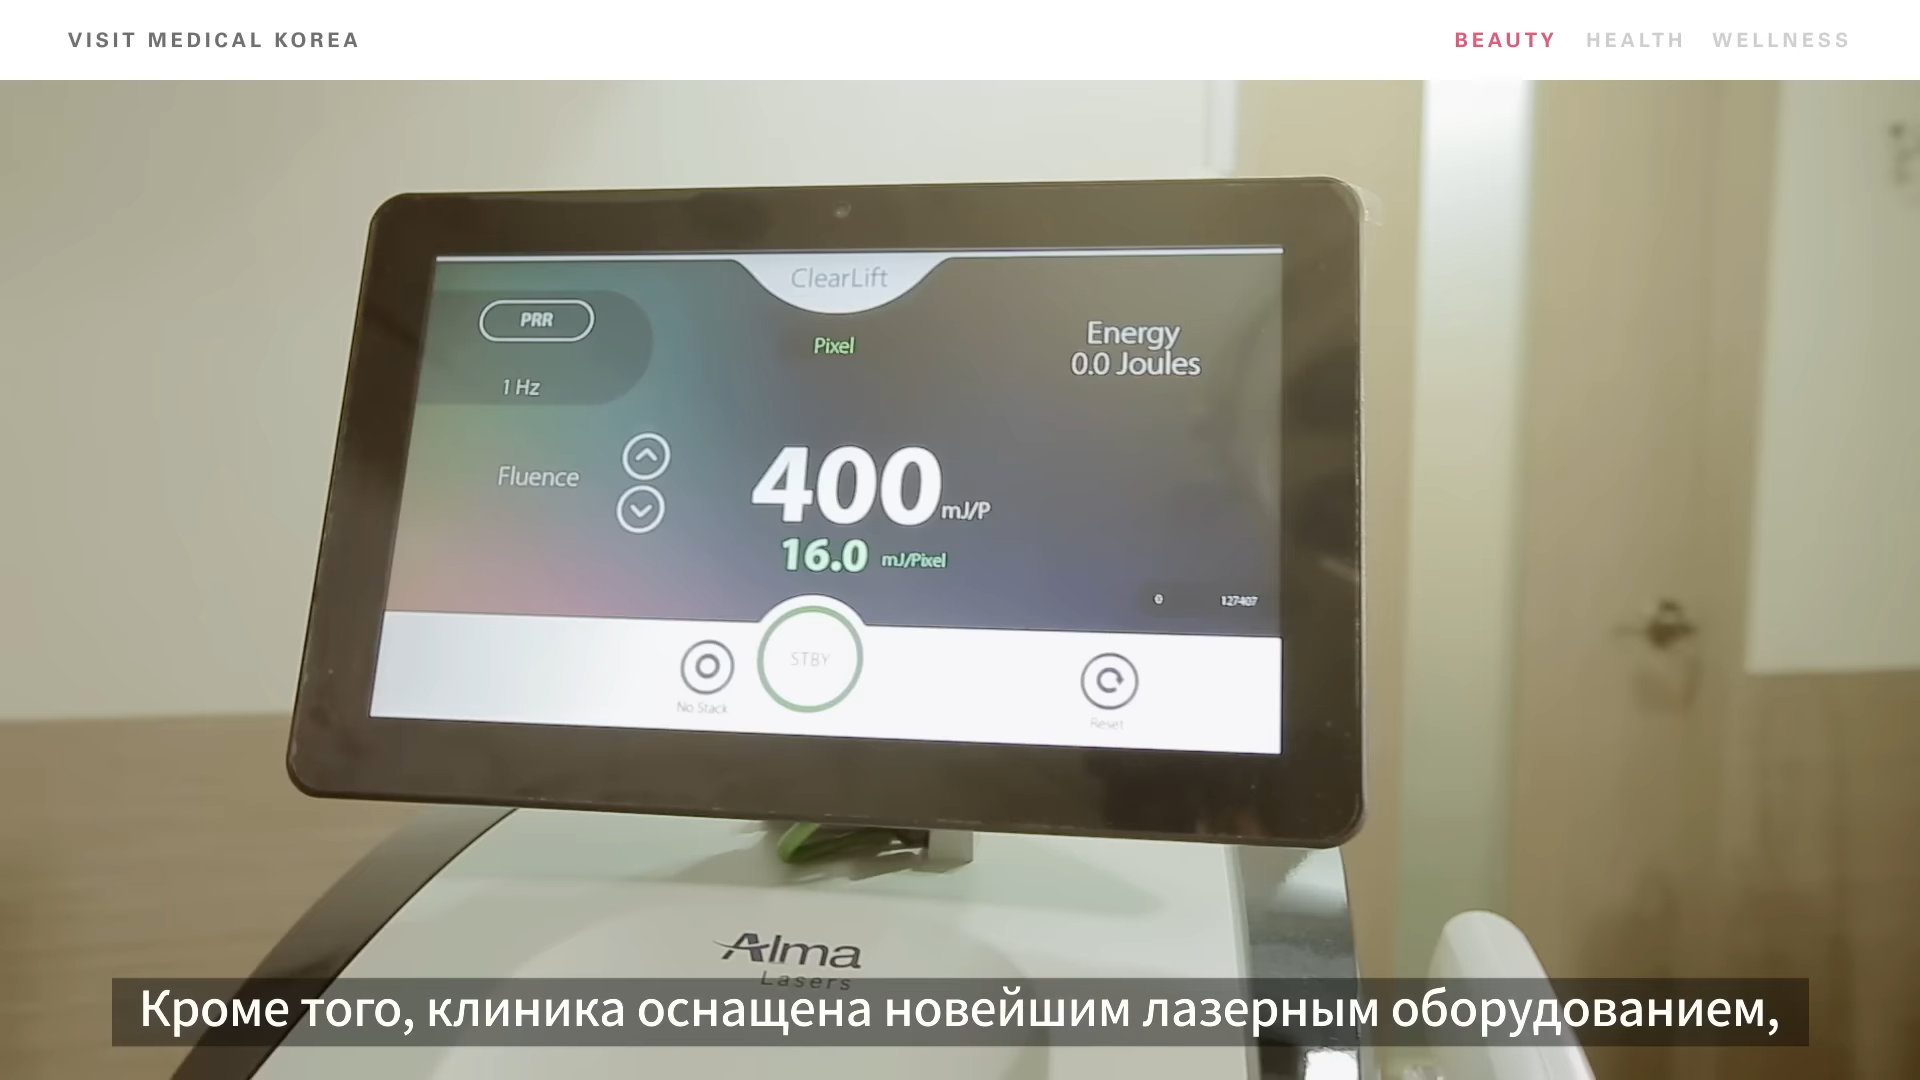 VISIT MEDICAL KOREA
BEAUTY HEALTH WELLNESS
ClearLift
PRR
Pixel
Energy
0.0 Joules
1 Hz
Fluence
400 mJ/P
16.0 mJ/Pixel
0 127407
STBY
No Stack
Reset
Alma
Lasers
Кроме того, клиника оснащена новейшим лазерным оборудованием,